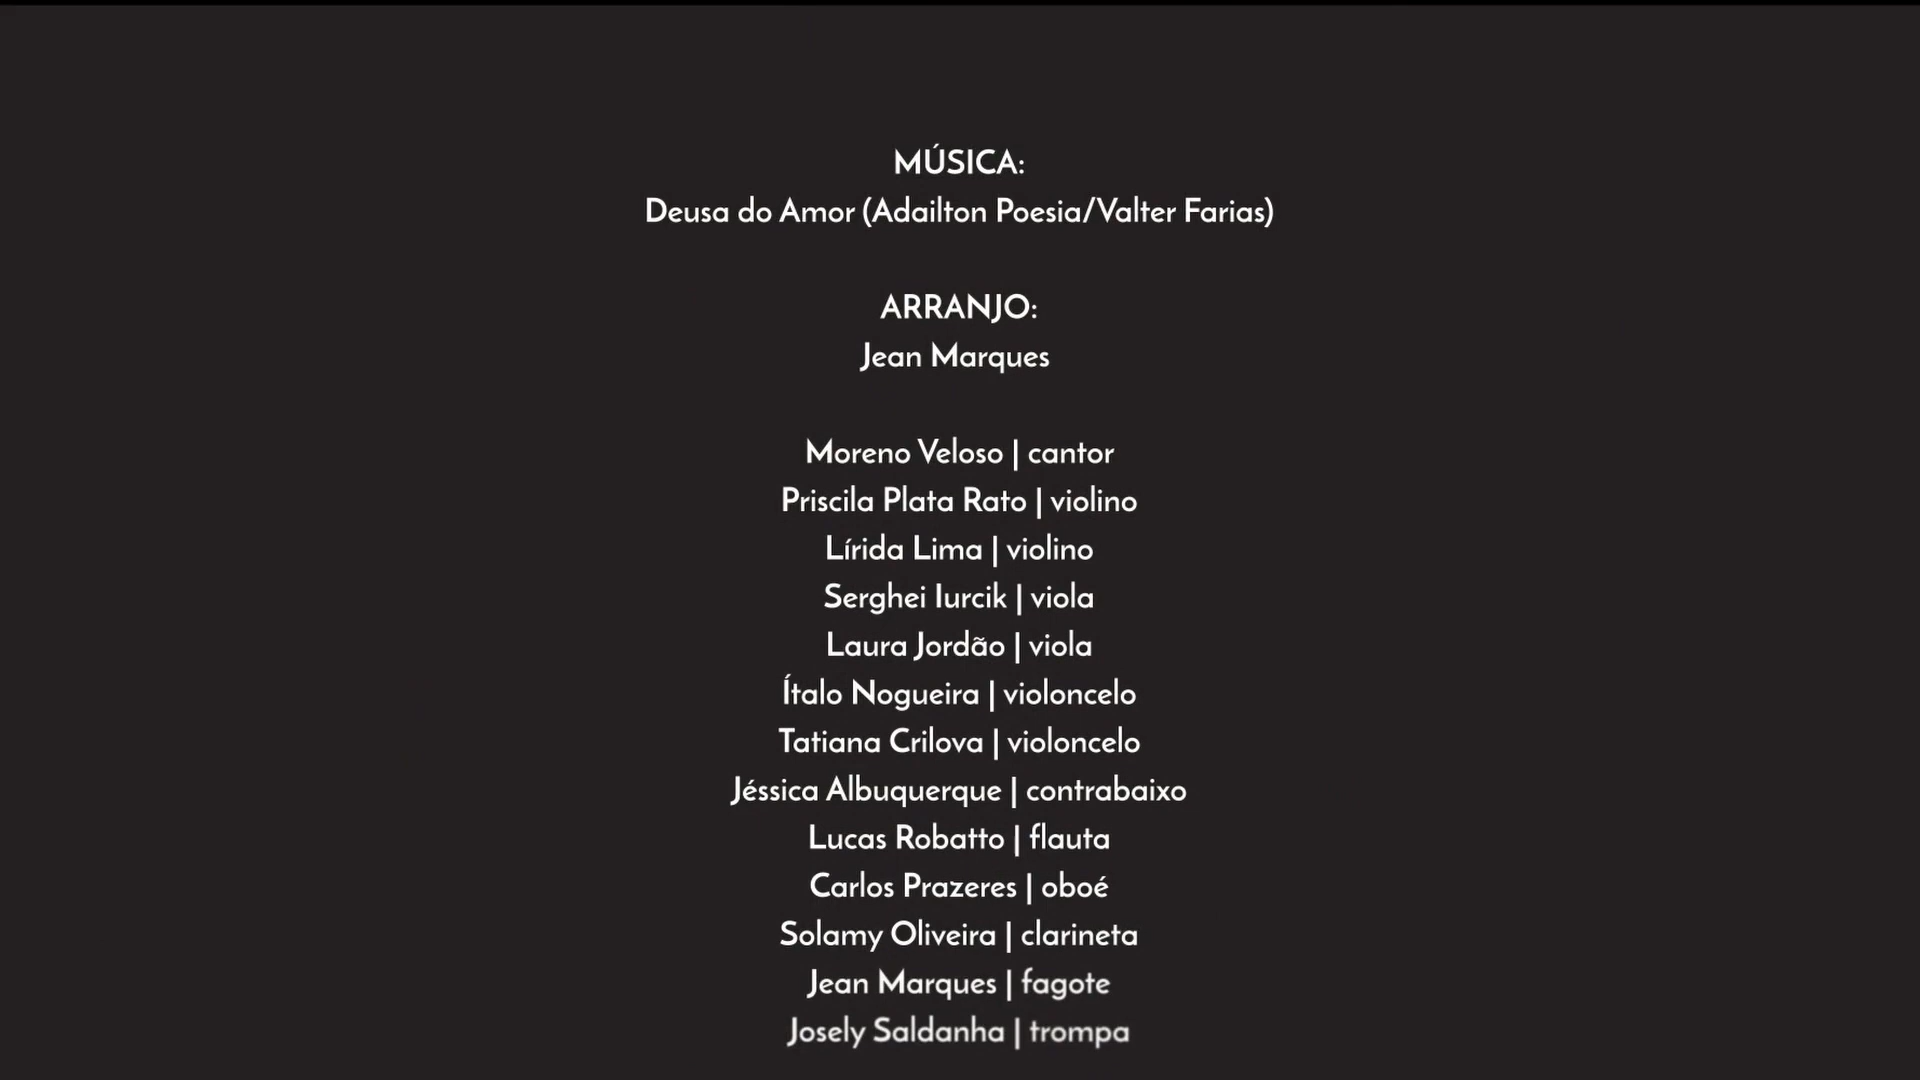 MÚSICA:
Deusa do Amor (Adailton Poesia/Valter Farias)
ARRANJO:
Jean Marques
Moreno Veloso | cantor
Priscila Plata Rato | violino
Lírida Lima | violino
Serghei Iurcik | viola
Laura Jordão | viola
Ítalo Nogueira | violoncelo
Tatiana Crilova | violoncelo
Jéssica Albuquerque | contrabaixo
Lucas Robatto | flauta
Carlos Prazeres | oboé
Solamy Oliveira | clarineta
Jean Marques | fagote
Josely Saldanha | trompa